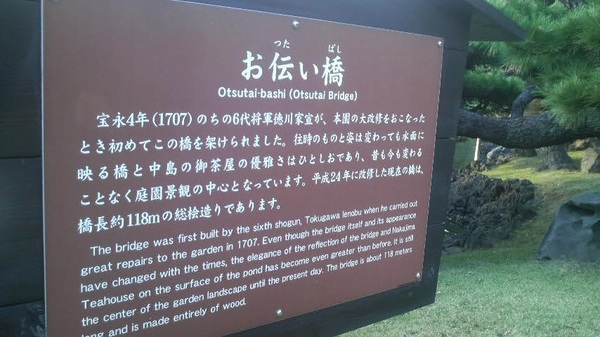 つた ばし
お伝い橋
Otsutai-bashi (Otsutai Bridge)
宝永4年(1707)のちの6代将軍徳川家宣が、本園の大改修をおこなった
とき初めてこの橋を架けられました。往時のものと姿は変わっても水面に
映る橋と中島の御茶屋の優雅さはひとしおであり、昔も今も変わる
ことなく庭園景観の中心となっています。平成24年に改修した現在の橋は、
橋長約118mの総桧造りであります。
The bridge was first built by the sixth shogun, Tokugawa Ienobu when he carried out
great repairs to the garden in 1707. Even though the bridge itself and its appearance
have changed with the times, the elegance of the reflection of the bridge and Nakajima
Teahouse on the surface of the pond has become even greater than before. It is still
the center of the garden landscape until the present day. The bridge is about 118 meters
long and is made entirely of wood.